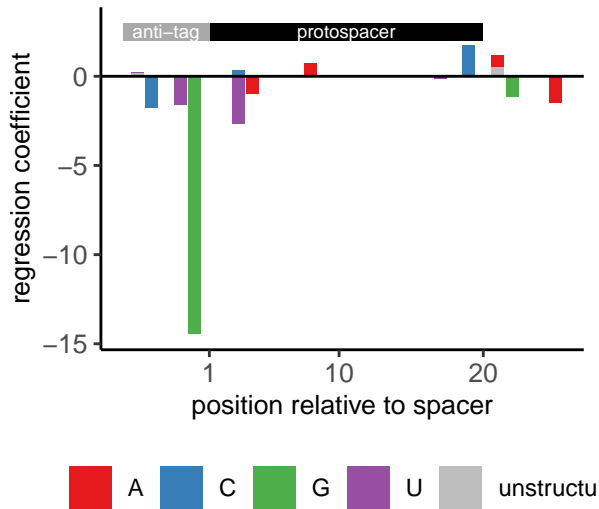 anti−tag protospacer
0
−5
−10
−15
regression coefficient
1 10 20
position relative to spacer
A C G U unstructu